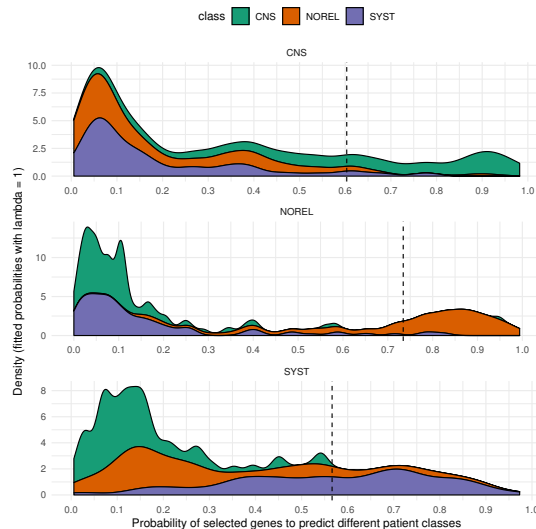 class CNS NOREL SYST
CNS
10.0
7.5
5.0
2.5
0.0
0.0 0.1 0.2 0.3 0.4 0.5 0.6 0.7 0.8 0.9 1.0
NOREL
10
5
0
0.0 0.1 0.2 0.3 0.4 0.5 0.6 0.7 0.8 0.9 1.0
SYST
8
6
4
2
0
0.0 0.1 0.2 0.3 0.4 0.5 0.6 0.7 0.8 0.9 1.0
Density (fitted probabilities with lambda = 1)
Probability of selected genes to predict different patient classes